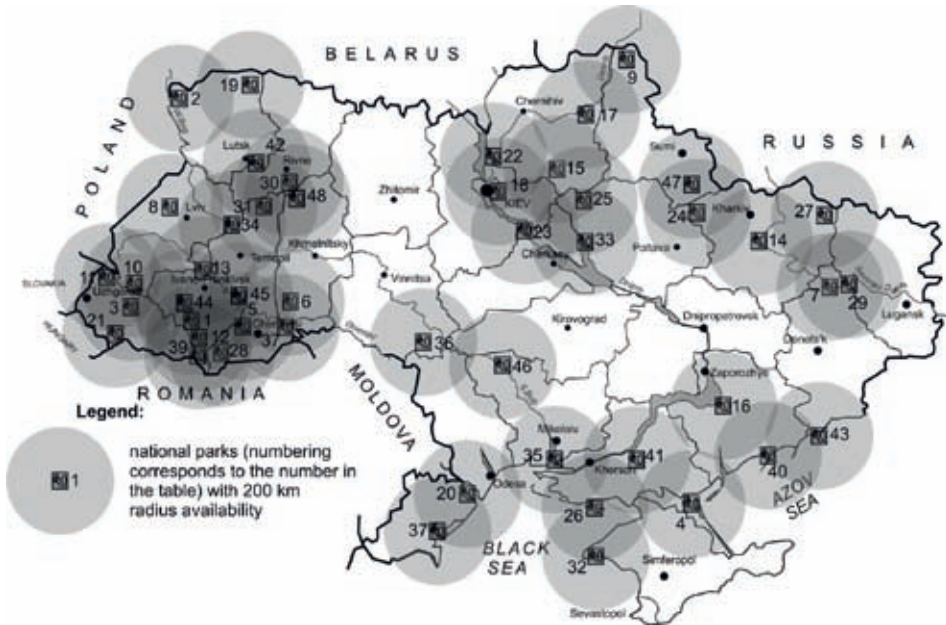 BELARUS
POLAND
RUSSIA
SLOVAKIA
ROMANIA
MOLDOVA
BLACK SEA
AZOV SEA
9
19
2
Chernihiv
17
42
Lutsk
Rivne
22
15
Sumi
30
Zhitomir
18
KIEV
25
47
8
Lviv
31
48
34
24
Kharkiv
27
23
33
14
Khmelnitsky
Cherkasy
Poltava
13
Ternopil
Vinnitsa
10
3
44
45
6
5
7
29
Lugansk
21
11
12
37
39
28
36
Kirovograd
Dnipropetrovsk
Donets'k
46
Zaporozhye
16
Mikolaiv
43
35
Kherson
41
40
20
Odesa
26
4
37
32
Simferopol
Sevastopol
Legend:
1
national parks (numbering
corresponds to the number in
the table) with 200 km
radius availability